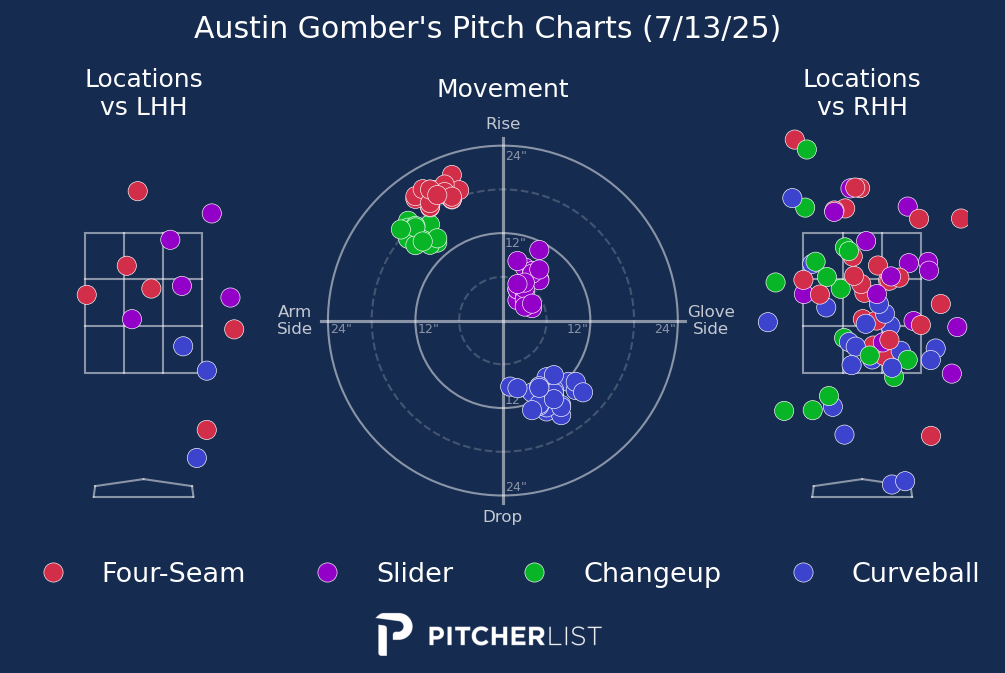 Austin Gomber's Pitch Charts (7/13/25)
Locations
vs LHH
Movement
Locations
vs RHH
Rise
24"
12"
Arm
Side
24"
12"
12"
24"
Glove
Side
12"
24"
Drop
Four-Seam
Slider
Changeup
Curveball
PITCHERLIST